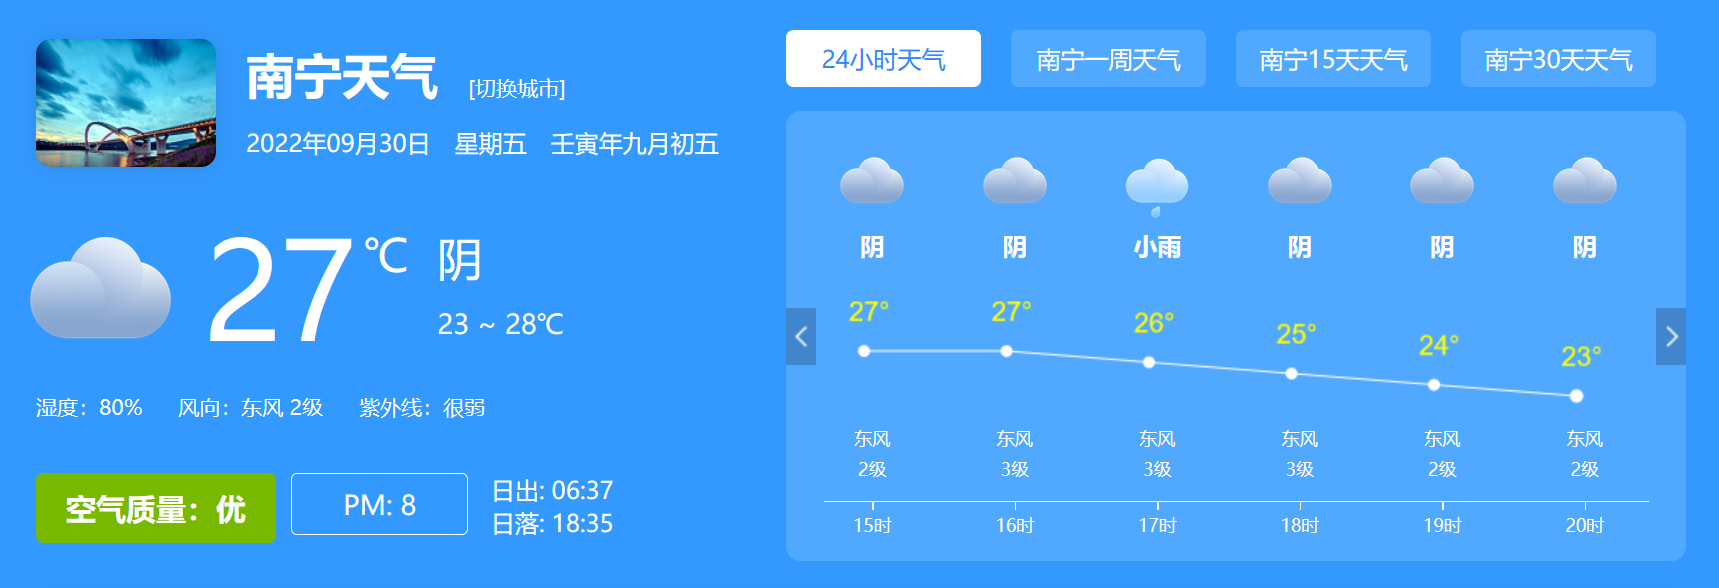 南宁天气 [切换城市]
2022年09月30日 星期五 壬寅年九月初五
27℃ 阴
23 ~ 28℃
湿度：80% 风向：东风 2级 紫外线：很弱
空气质量：优 PM: 8
日出: 06:37
日落: 18:35
24小时天气 南宁一周天气 南宁15天天气 南宁30天天气
阴 阴 小雨 阴 阴 阴
27° 27° 26° 25° 24° 23°
东风 东风 东风 东风 东风 东风
2级 3级 3级 3级 2级 2级
15时 16时 17时 18时 19时 20时